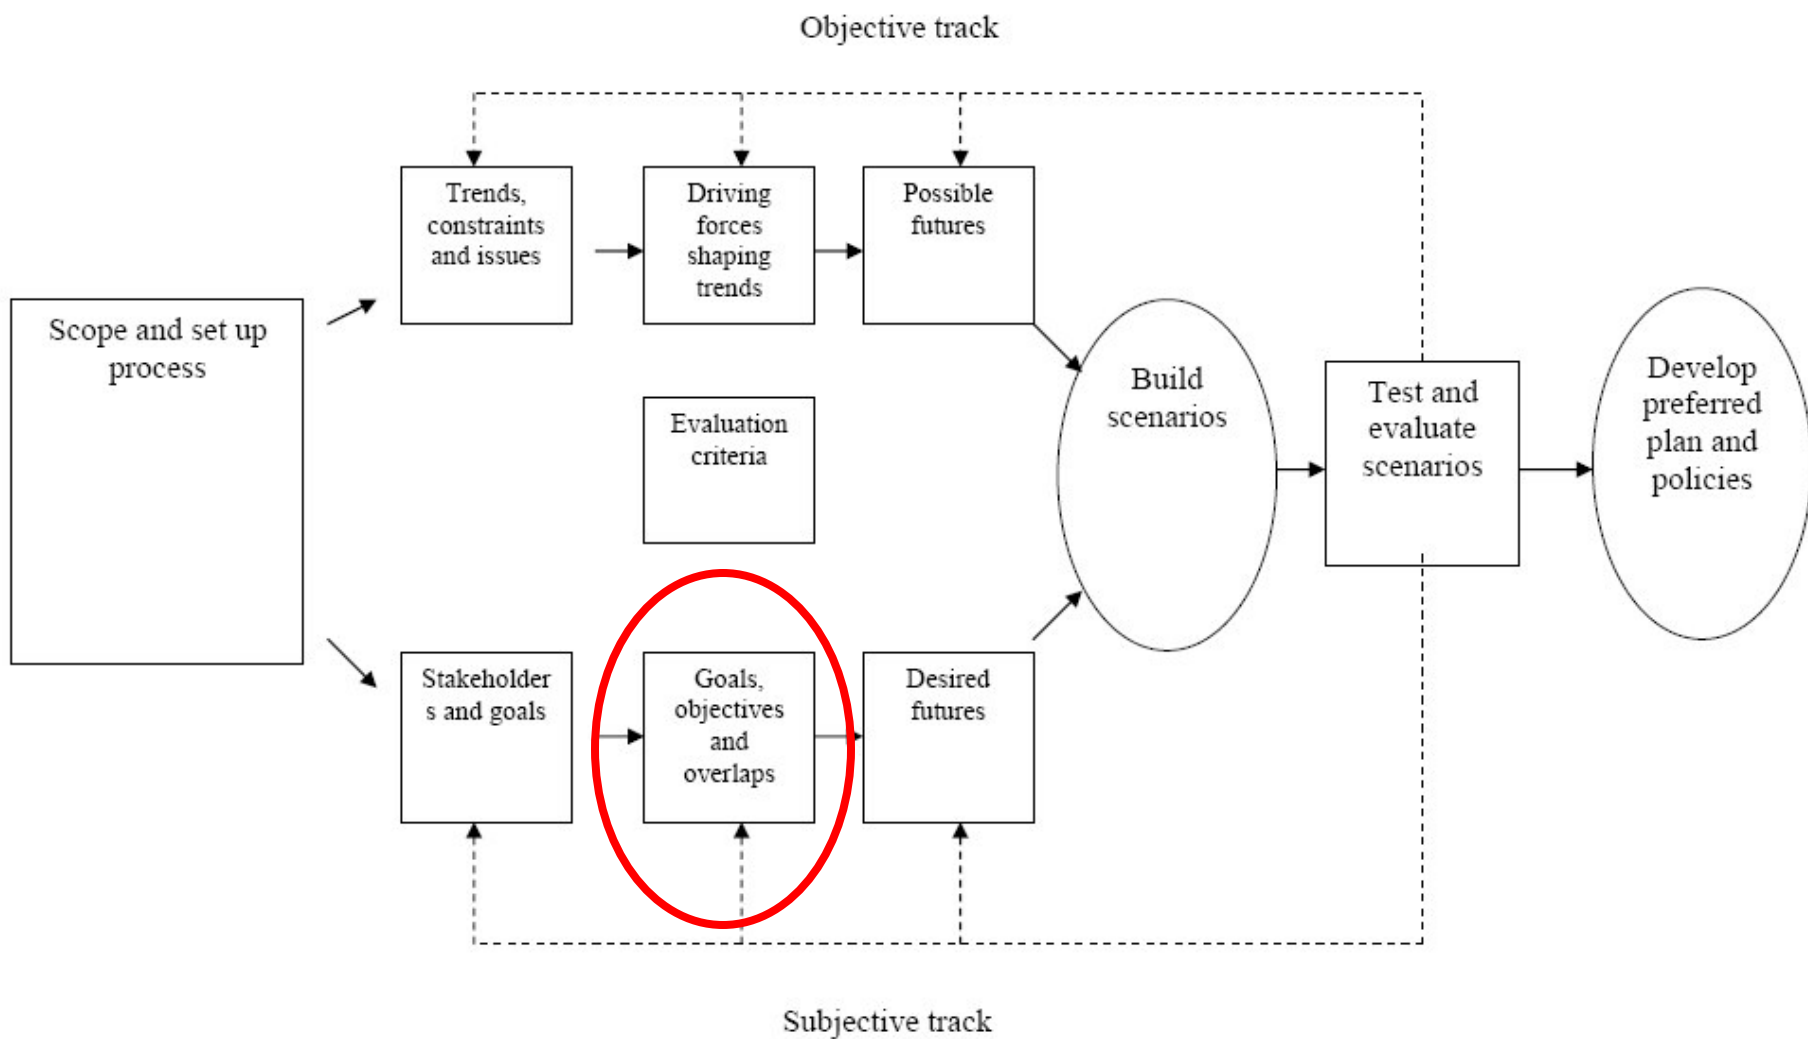 Objective track
Trends,
constraints
and issues
Driving
forces
shaping
trends
Possible
futures
Scope and set up
process
Evaluation
criteria
Build
scenarios
Test and
evaluate
scenarios
Develop
preferred
plan and
policies
Stakeholder
s and goals
Goals,
objectives
and
overlaps
Desired
futures
Subjective track